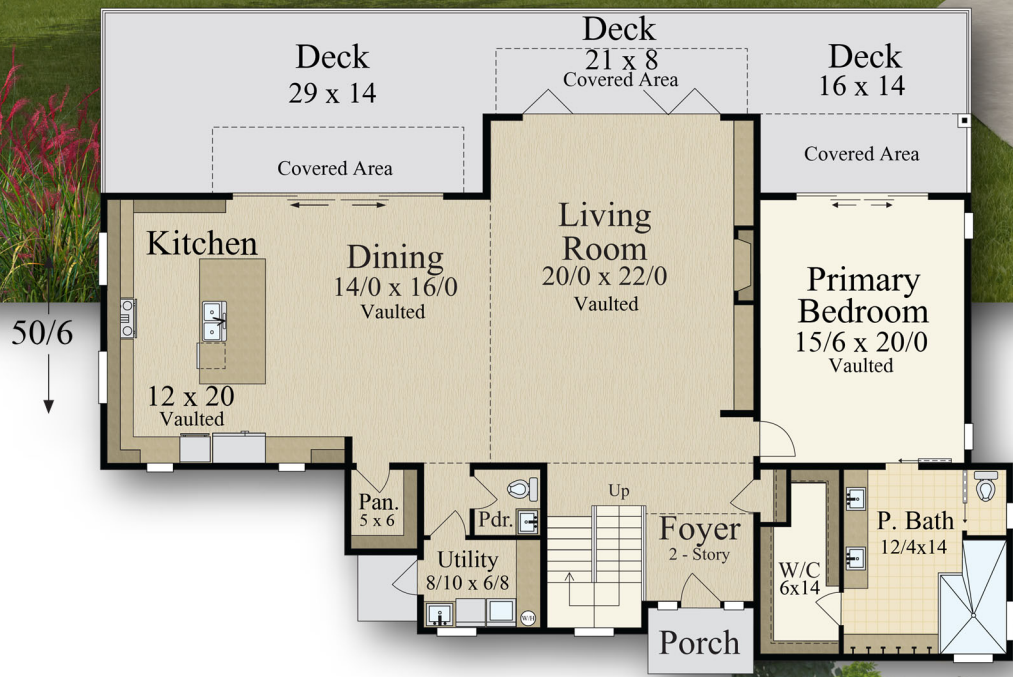 Deck
29 x 14
Covered Area
Deck
21 x 8
Covered Area
Deck
16 x 14
Covered Area
Kitchen
12 x 20
Vaulted
Dining
14/0 x 16/0
Vaulted
Living
Room
20/0 x 22/0
Vaulted
Primary
Bedroom
15/6 x 20/0
Vaulted
50/6
Pan.
5 x 6
Pdr.
Up
Foyer
2 - Story
Utility
8/10 x 6/8
W/H
W/C
6x14
P. Bath
12/4x14
Porch